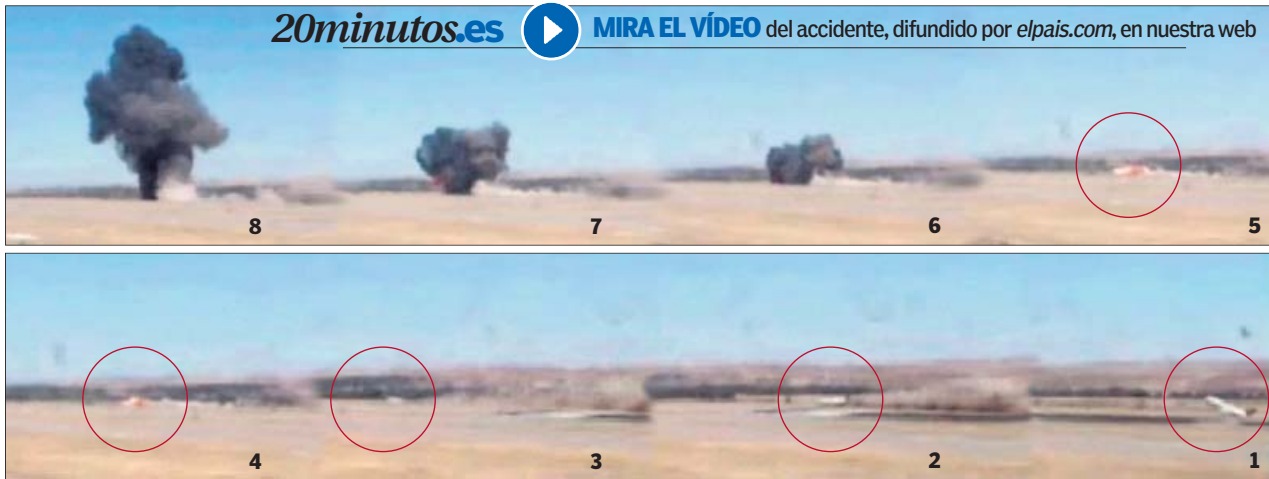 20minutos.es MIRA EL VÍDEO del accidente, difundido por elpais.com, en nuestra web
8 7 6 5
4 3 2 1